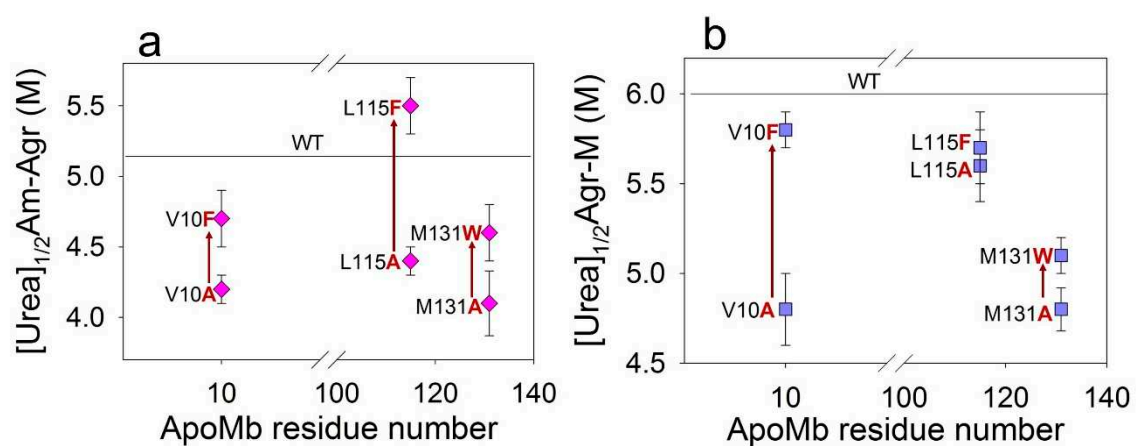 a
[Urea]1/2Am-Agr (M)
5.5
5.0
4.5
4.0
L115F
WT
V10F
V10A
L115A
M131W
M131A
10
100
120
140
ApoMb residue number
b
[Urea]1/2Agr-M (M)
6.0
5.5
5.0
4.5
WT
V10F
L115F
L115A
V10A
M131W
M131A
10
100
120
140
ApoMb residue number